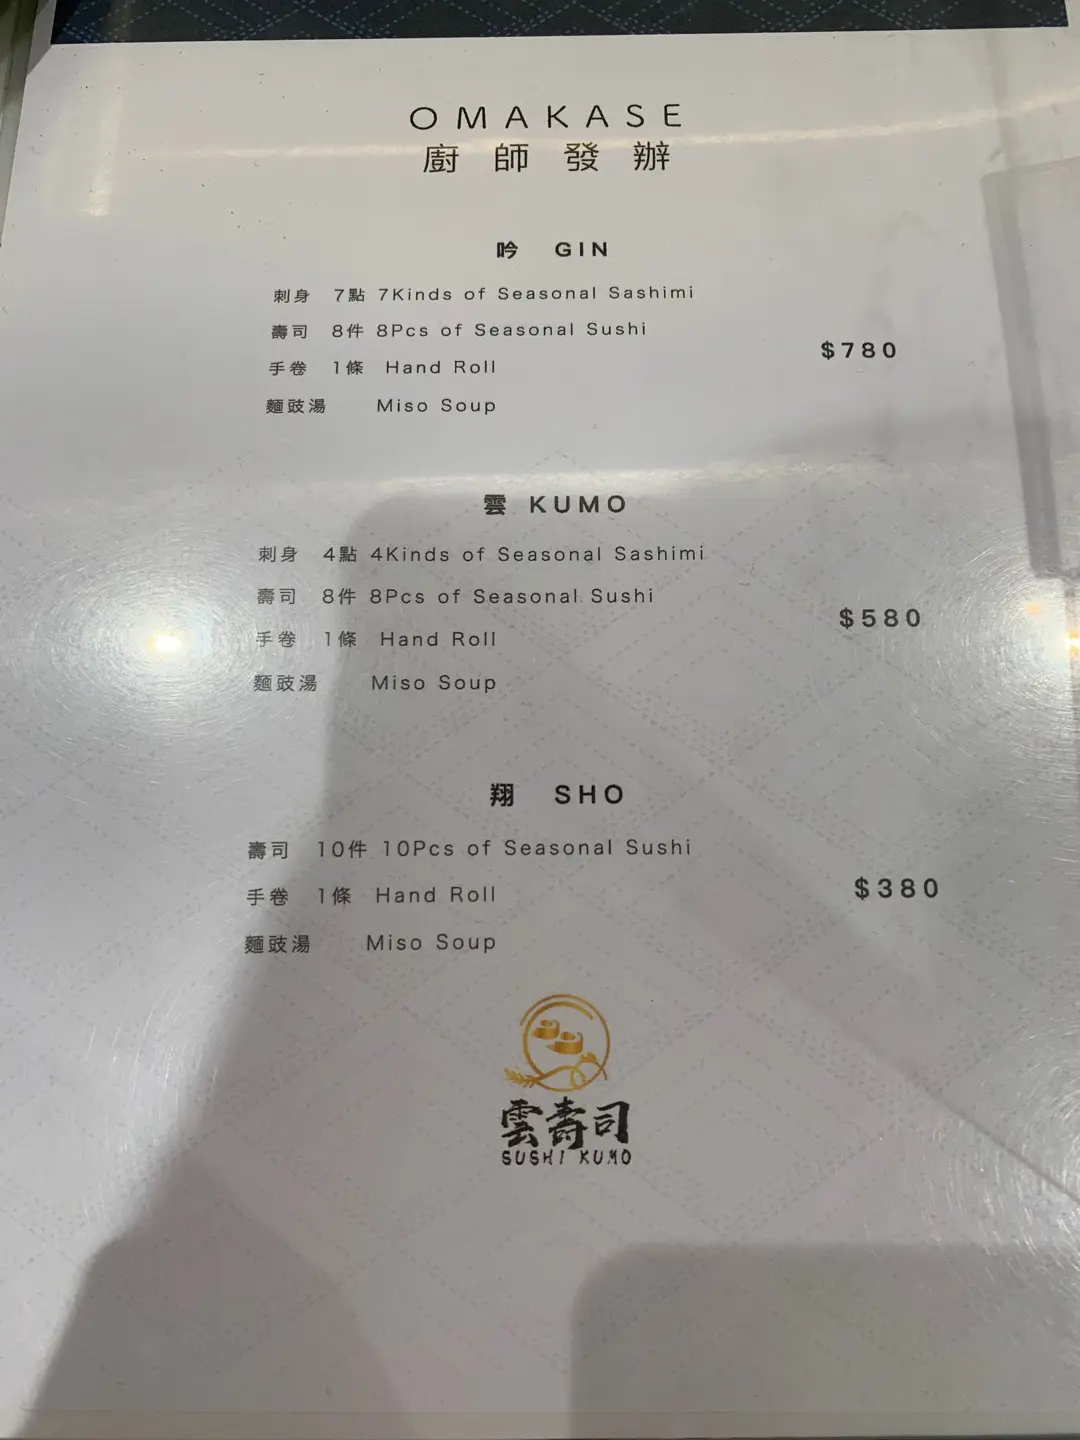 OMAKASE
廚師發辦
吟 GIN
刺身 7點 7Kinds of Seasonal Sashimi
壽司 8件 8Pcs of Seasonal Sushi
手卷 1條 Hand Roll
麵豉湯 Miso Soup
$780
雲 KUMO
刺身 4點 4Kinds of Seasonal Sashimi
壽司 8件 8Pcs of Seasonal Sushi
手卷 1條 Hand Roll
麵豉湯 Miso Soup
$580
翔 SHO
壽司 10件 10Pcs of Seasonal Sushi
手卷 1條 Hand Roll
麵豉湯 Miso Soup
$380
雲壽司
SUSHI KUMO